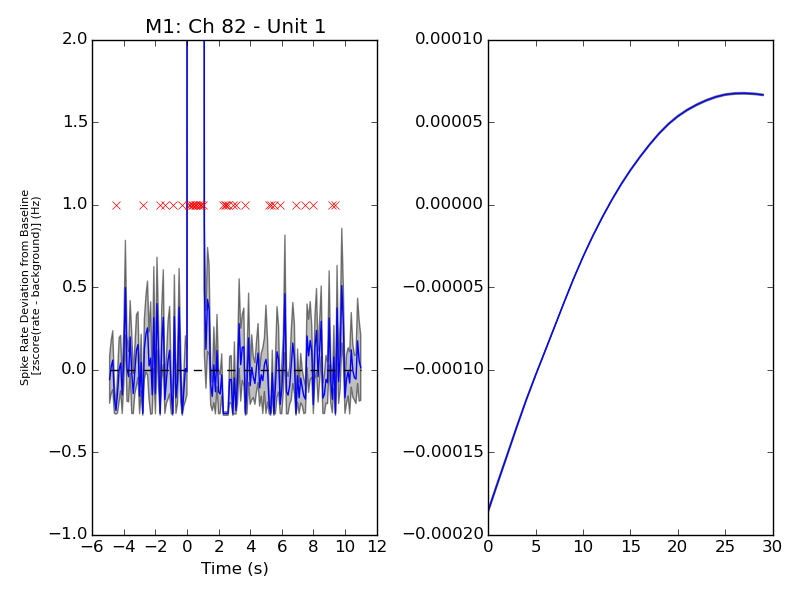 M1: Ch 82 - Unit 1
Spike Rate Deviation from Baseline
[zscore(rate - background)] (Hz)
2.0
1.5
1.0
0.5
0.0
−0.5
−1.0
−6 −4 −2 0 2 4 6 8 10 12
Time (s)
0.00010
0.00005
0.00000
−0.00005
−0.00010
−0.00015
−0.00020
0 5 10 15 20 25 30